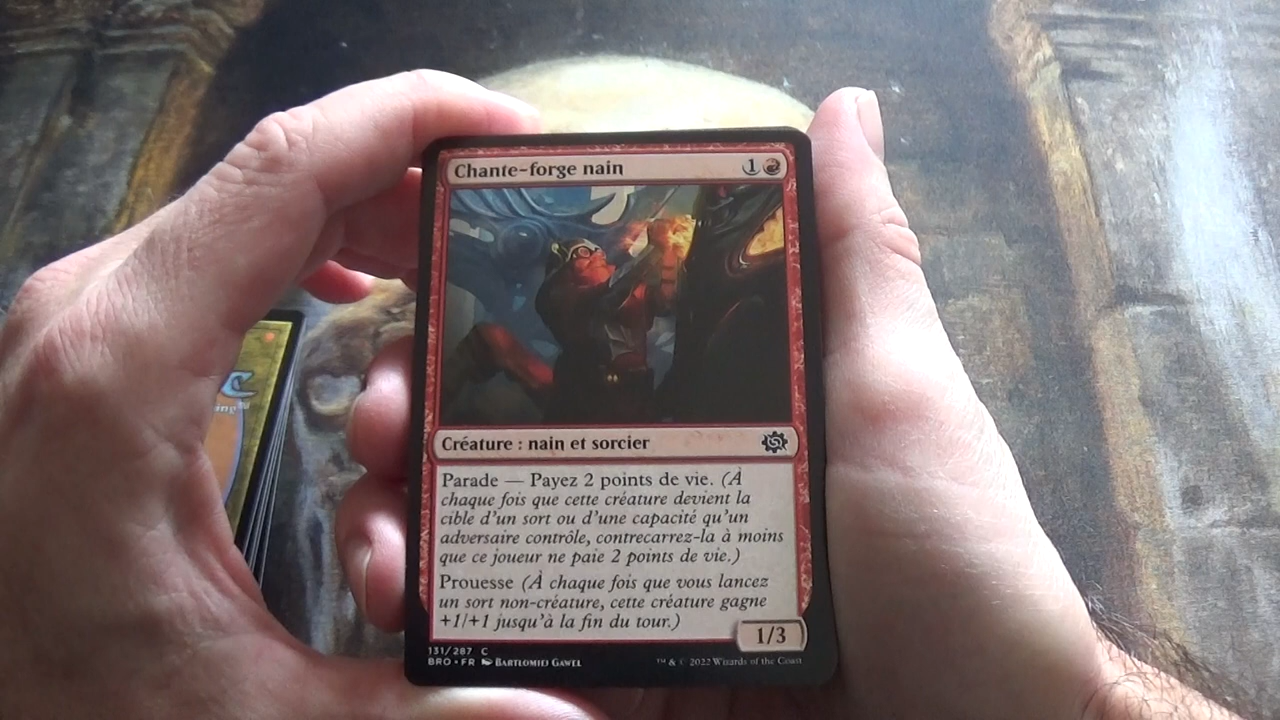 Chante-forge nain 1
Créature : nain et sorcier
Parade — Payez 2 points de vie. (À
chaque fois que cette créature devient la
cible d'un sort ou d'une capacité qu'un
adversaire contrôle, contrecarrez-la à moins
que ce joueur ne paie 2 points de vie.)
Prouesse (À chaque fois que vous lancez
un sort non-créature, cette créature gagne
+1/+1 jusqu'à la fin du tour.)
1/3
131/287 C
BRO • FR Bartłomiej Gaweł
™ & © 2022 Wizards of the Coast